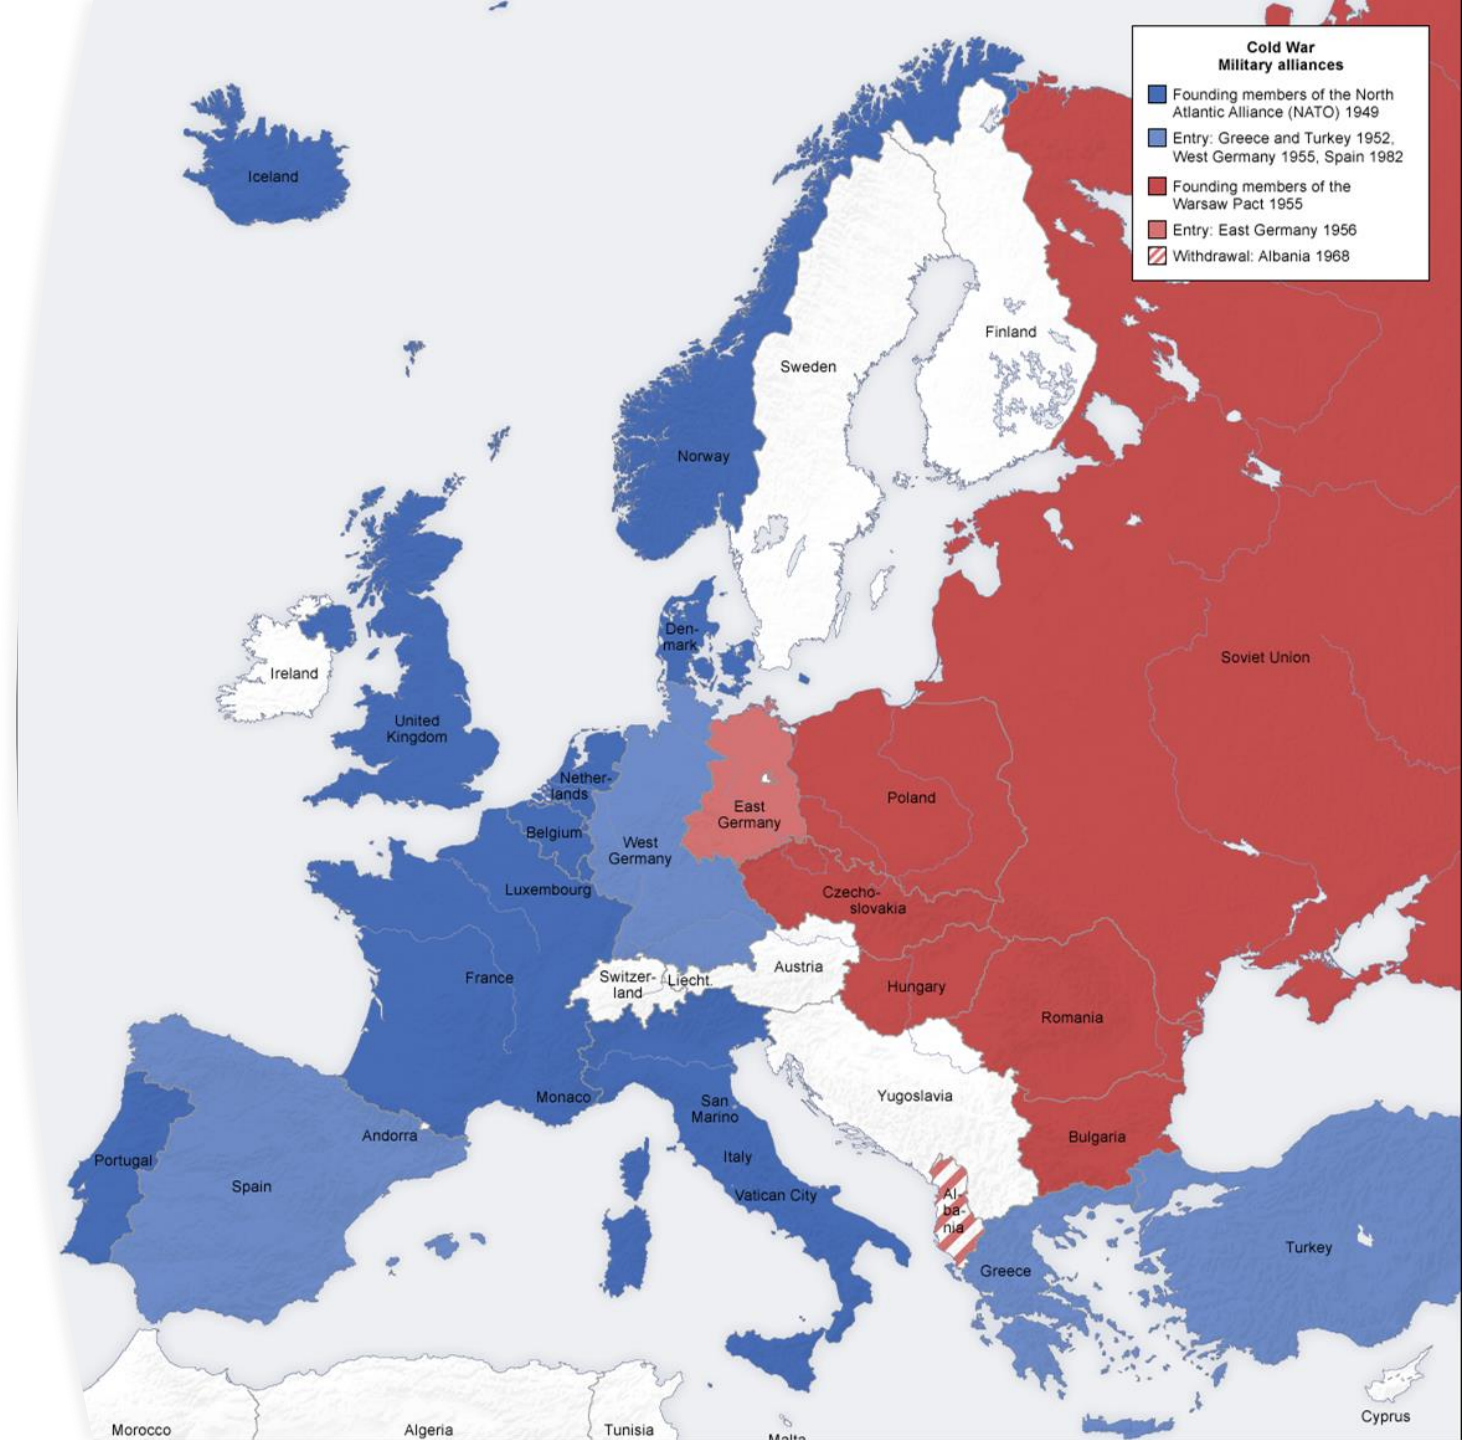 Cold War
Military alliances
Founding members of the North
Atlantic Alliance (NATO) 1949
Entry: Greece and Turkey 1952,
West Germany 1955, Spain 1982
Founding members of the
Warsaw Pact 1955
Entry: East Germany 1956
Withdrawal: Albania 1968
Iceland
Finland
Sweden
Norway
Den-
mark
Soviet Union
Ireland
United
Kingdom
Nether-
lands
Belgium
East
Germany
Poland
West
Germany
Luxembourg
Czecho-
slovakia
France
Switzer-
land
Liecht.
Austria
Hungary
Romania
Monaco
San
Marino
Yugoslavia
Andorra
Bulgaria
Portugal
Italy
Spain
Vatican City
Al-
ba-
nia
Greece
Turkey
Morocco
Algeria
Tunisia
Malta
Cyprus